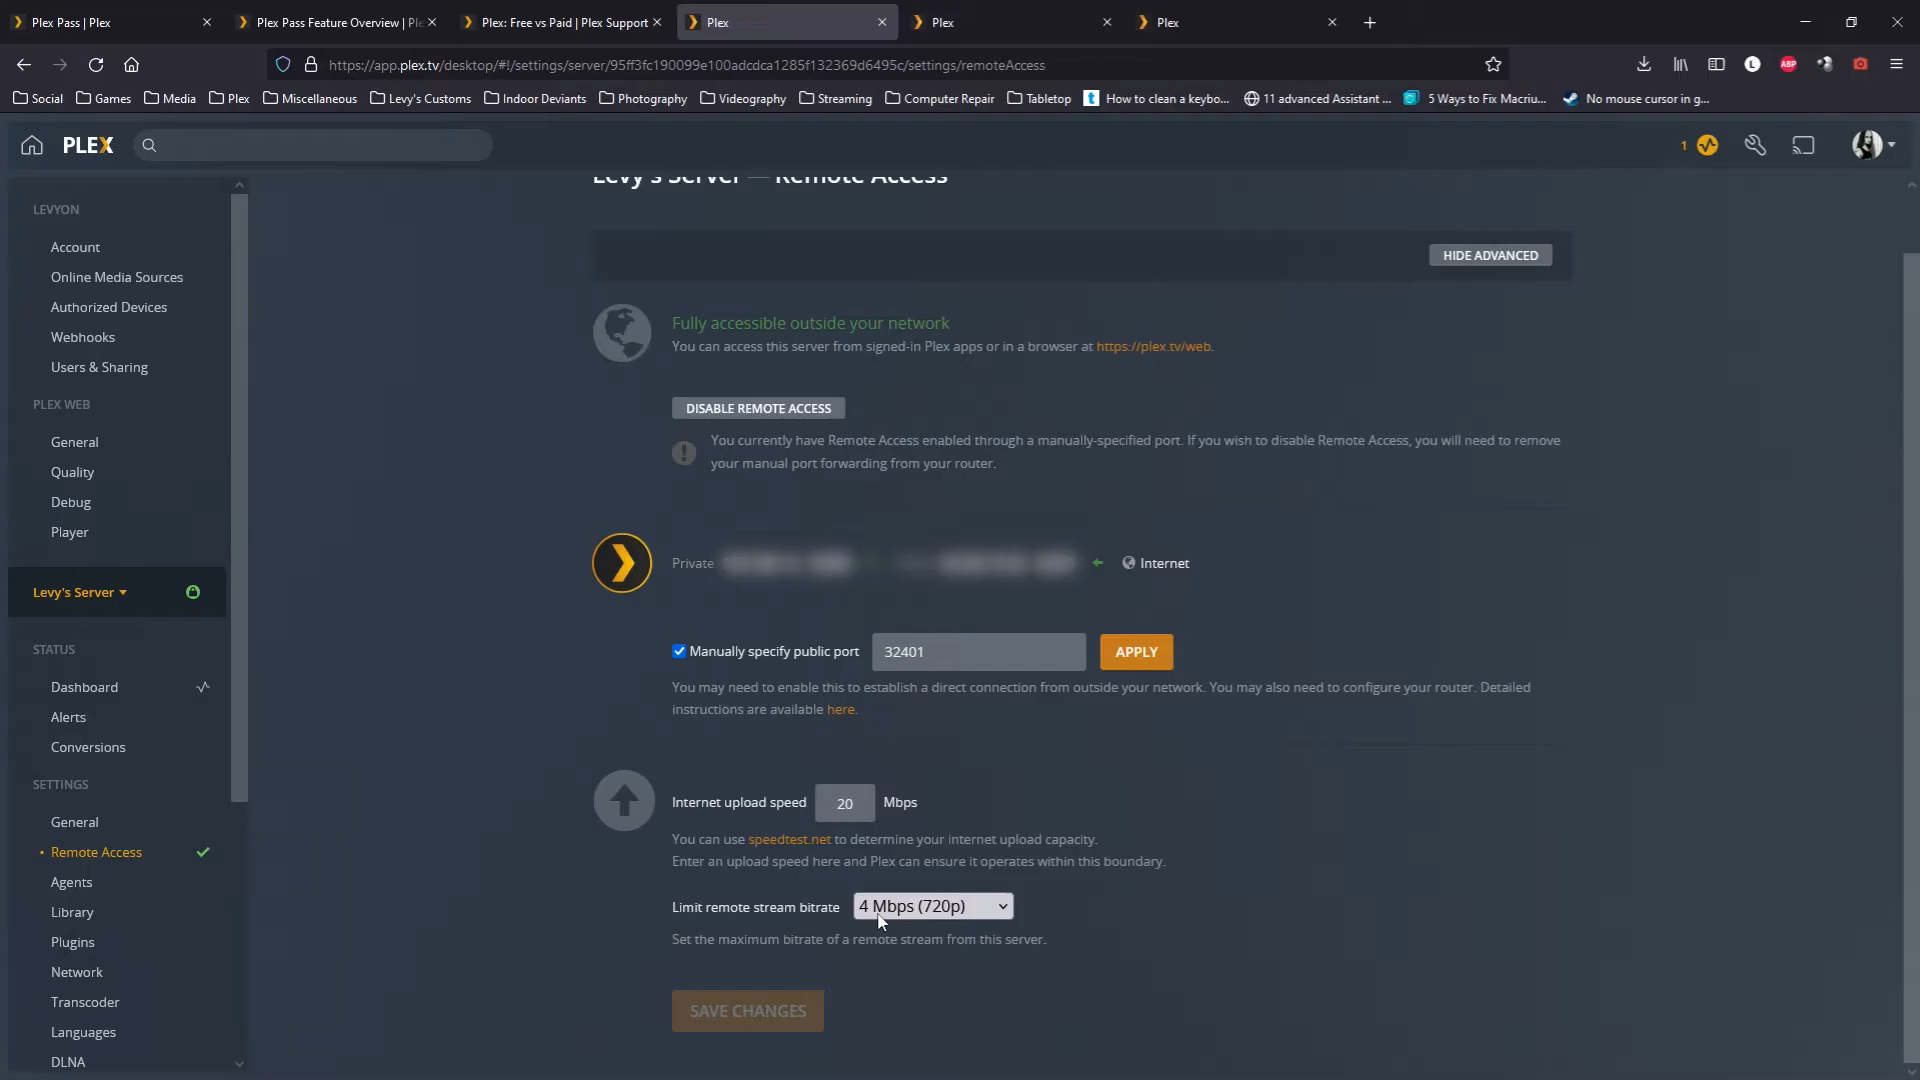 Plex Pass | Plex
Plex Pass Feature Overview | Ple
Plex: Free vs Paid | Plex Support
Plex
Plex
Plex
https://app.plex.tv/desktop/#!/settings/server/95ff3fc190099e100adcdca1285f132369d6495c/settings/remoteAccess
L
ABP
Social
Games
Media
Plex
Miscellaneous
Levy's Customs
Indoor Deviants
Photography
Videography
Streaming
Computer Repair
Tabletop
t
How to clean a keybo...
11 advanced Assistant ...
5 Ways to Fix Macriu...
No mouse cursor in g...
PLEX
1
LEVYON
Account
Online Media Sources
Authorized Devices
Webhooks
Users & Sharing
PLEX WEB
General
Quality
Debug
Player
Levy's Server
STATUS
Dashboard
Alerts
Conversions
SETTINGS
General
Remote Access
Agents
Library
Plugins
Network
Transcoder
Languages
DLNA
Levy's Server — Remote Access
HIDE ADVANCED
Fully accessible outside your network
You can access this server from signed-in Plex apps or in a browser at https://plex.tv/web.
DISABLE REMOTE ACCESS
You currently have Remote Access enabled through a manually-specified port. If you wish to disable Remote Access, you will need to remove
your manual port forwarding from your router.
Private
Internet
Manually specify public port
32401
APPLY
You may need to enable this to establish a direct connection from outside your network. You may also need to configure your router. Detailed
instructions are available here.
Internet upload speed
20
Mbps
You can use speedtest.net to determine your internet upload capacity.
Enter an upload speed here and Plex can ensure it operates within this boundary.
Limit remote stream bitrate
4 Mbps (720p)
Set the maximum bitrate of a remote stream from this server.
SAVE CHANGES